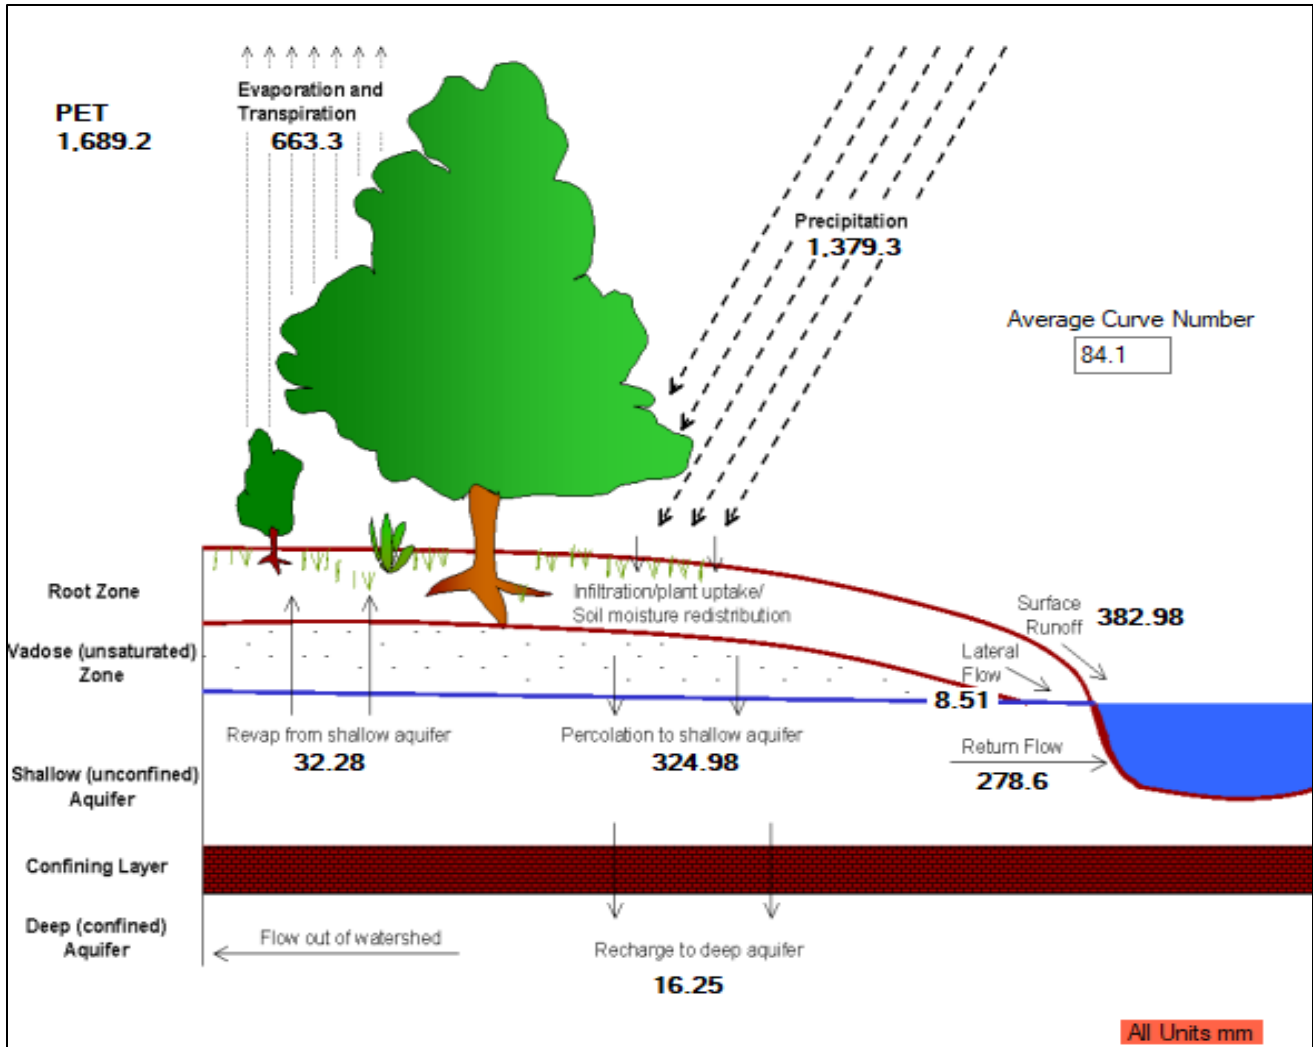 PET
1,689.2
Evaporation and
Transpiration
663.3
Precipitation
1,379.3
Average Curve Number
84.1
Root Zone
Infiltration/plant uptake/
Soil moisture redistribution
Surface
Runoff
382.98
Vadose (unsaturated)
Zone
Lateral
Flow
8.51
Revap from shallow aquifer
32.28
Percolation to shallow aquifer
324.98
Return Flow
278.6
Shallow (unconfined)
Aquifer
Confining Layer
Deep (confined)
Aquifer
Flow out of watershed
Recharge to deep aquifer
16.25
All Units mm